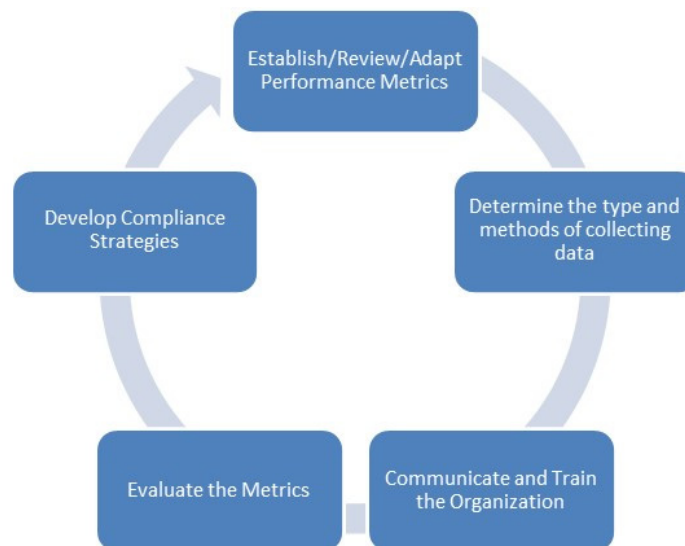 Establish/Review/Adapt
Performance Metrics
Determine the type and
methods of collecting
data
Communicate and Train
the Organization
Evaluate the Metrics
Develop Compliance
Strategies